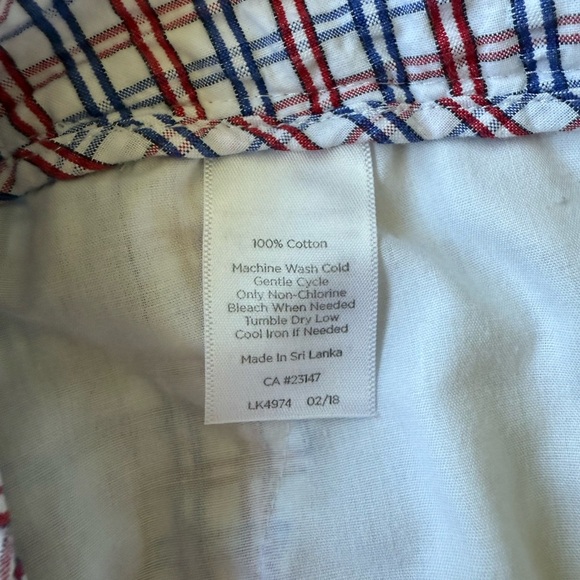 100% Cotton
Machine Wash Cold
Gentle Cycle
Only Non-Chlorine
Bleach When Needed
Tumble Dry Low
Cool Iron If Needed
Made In Sri Lanka
CA #23147
LK4974 02/18